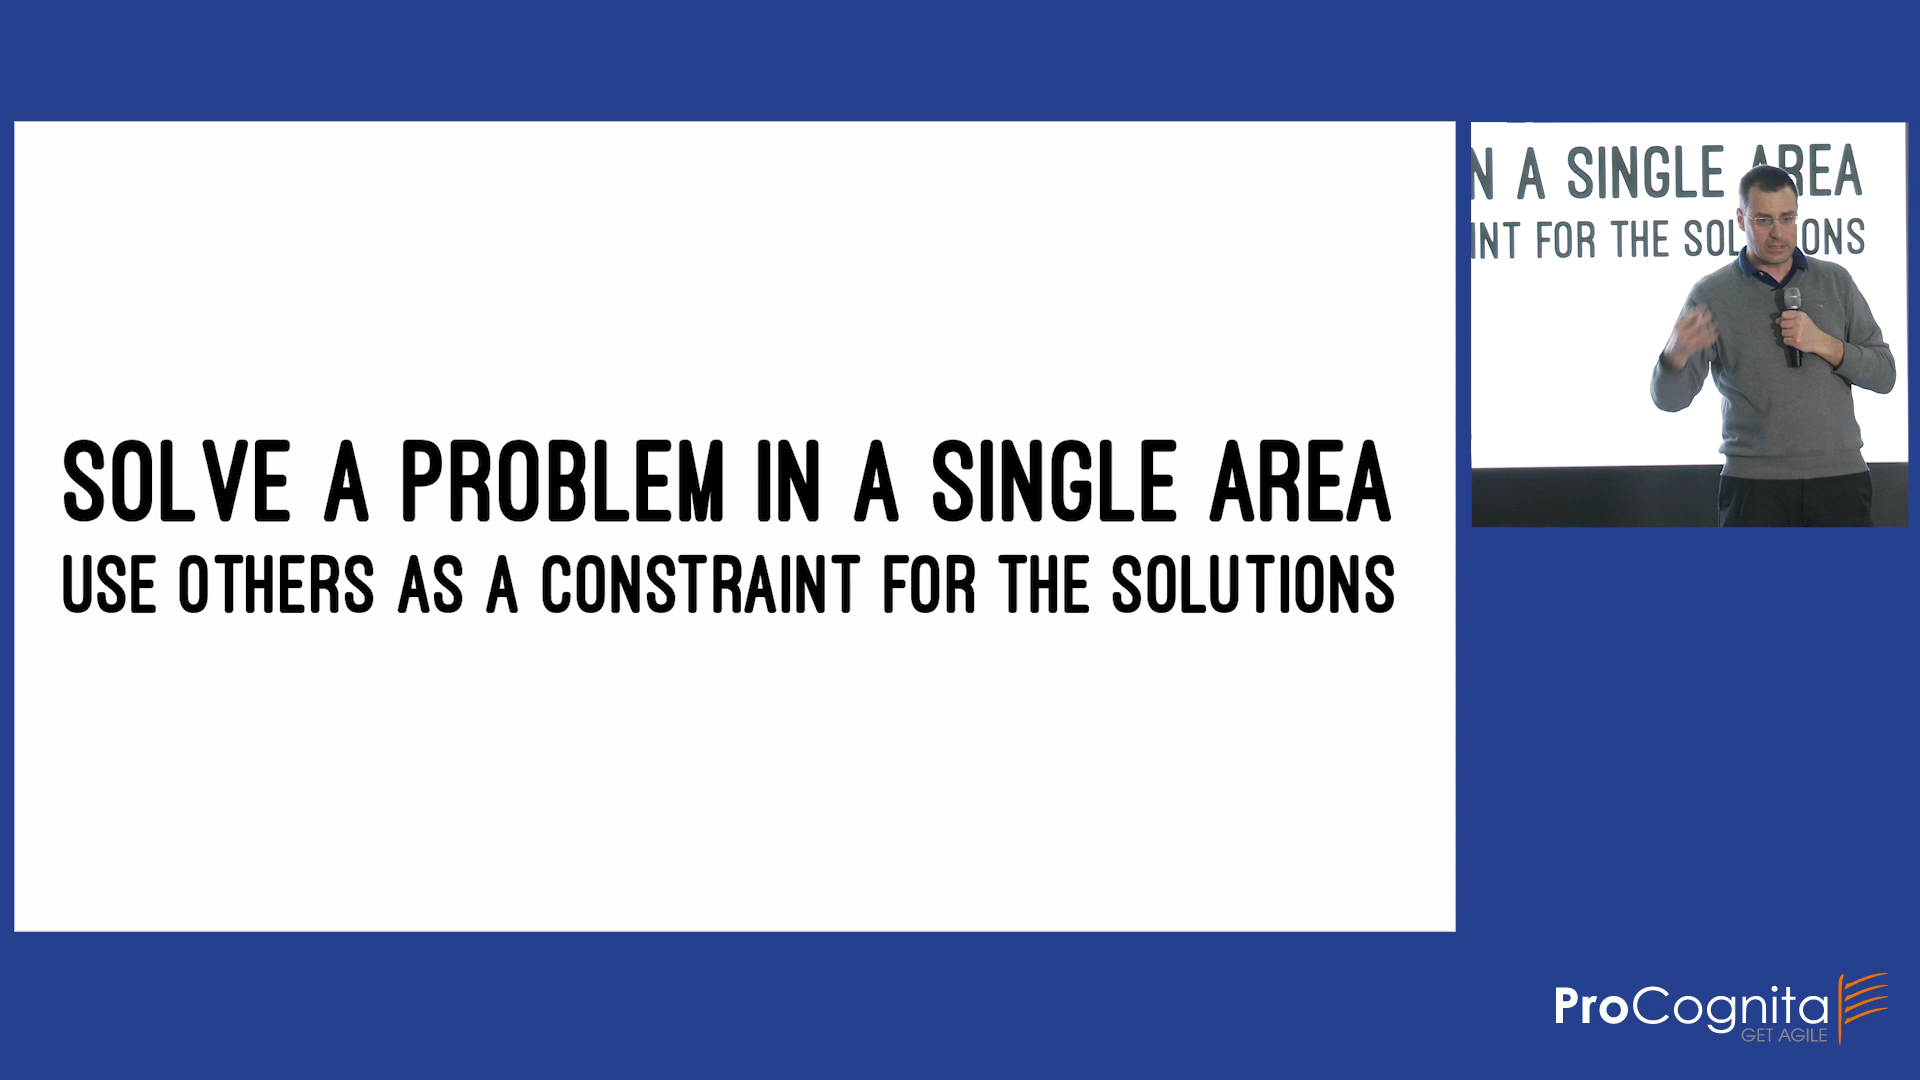 SOLVE A PROBLEM IN A SINGLE AREA
USE OTHERS AS A CONSTRAINT FOR THE SOLUTIONS
N A SINGLE AREA
INT FOR THE SOL ONS
ProCognita
GET AGILE